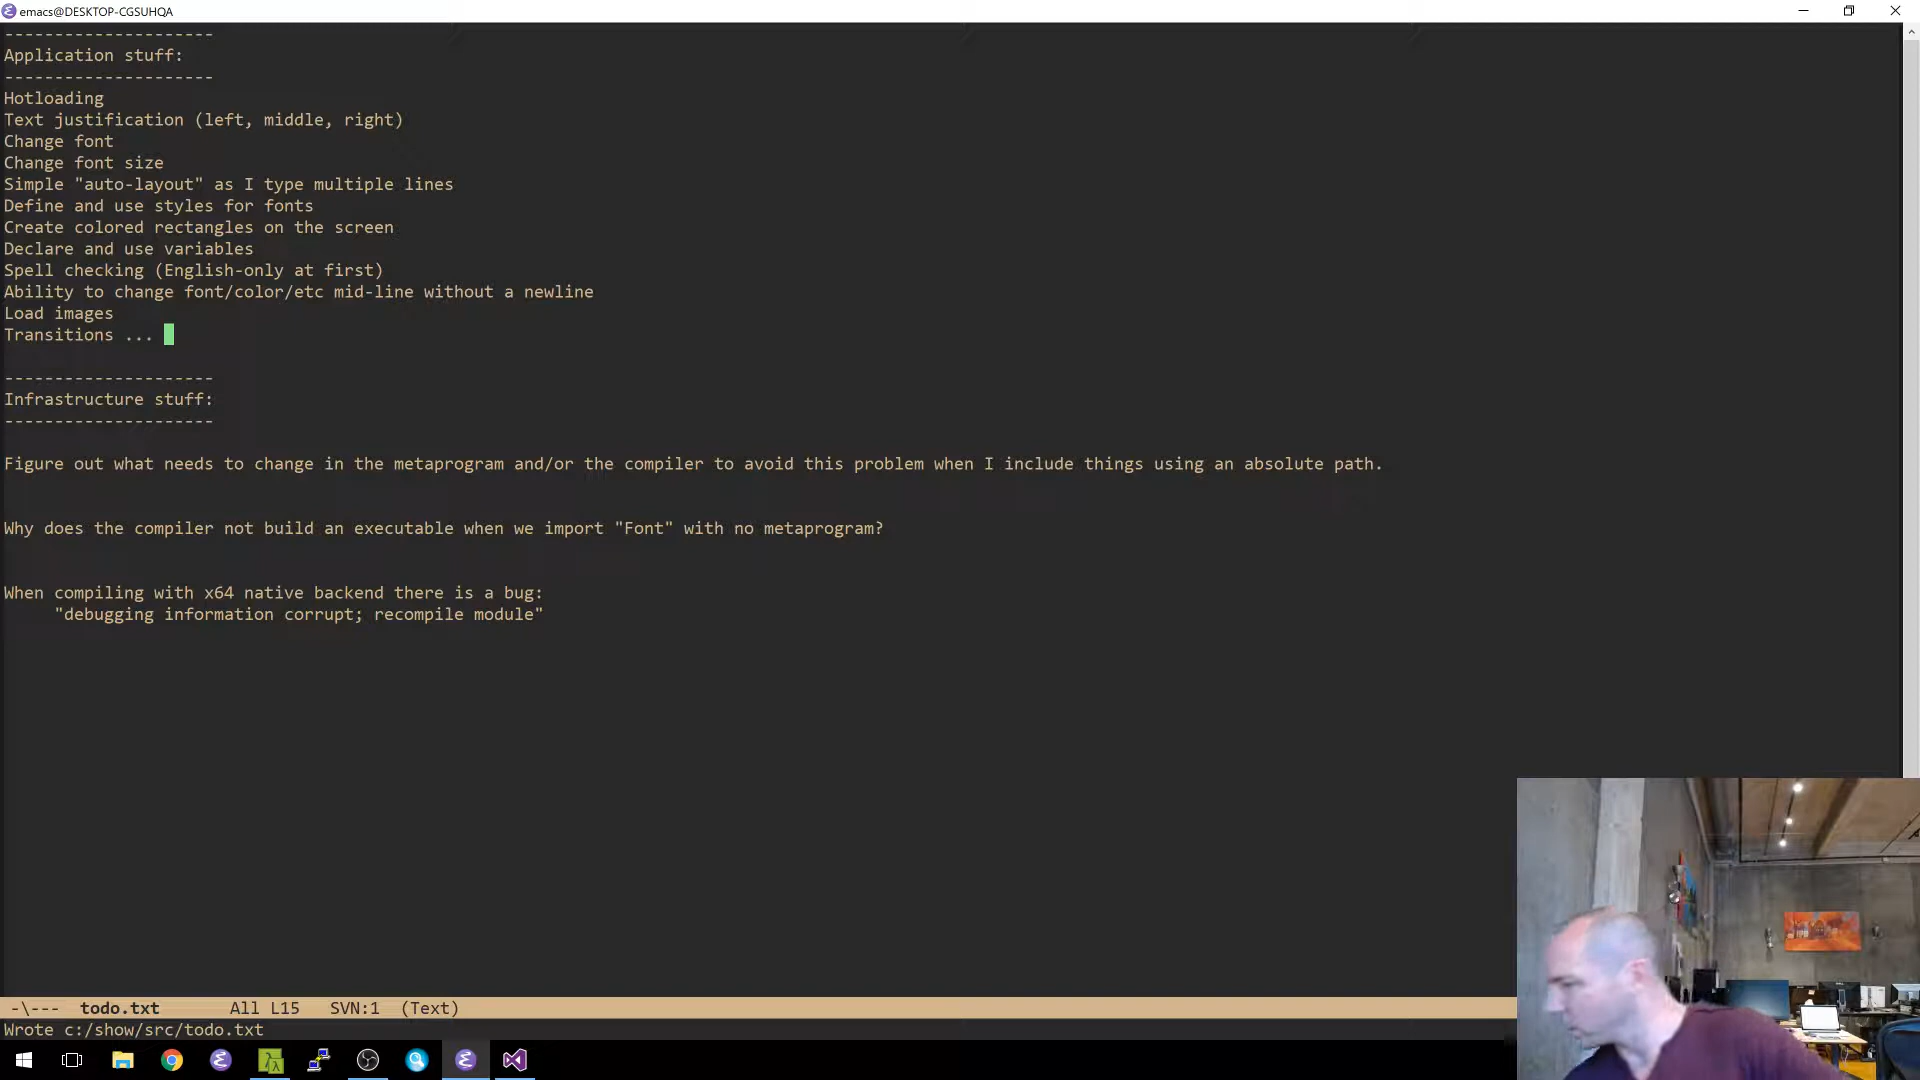 emacs@DESKTOP-CGSUHQA
---------------------
Application stuff:
---------------------
Hotloading
Text justification (left, middle, right)
Change font
Change font size
Simple "auto-layout" as I type multiple lines
Define and use styles for fonts
Create colored rectangles on the screen
Declare and use variables
Spell checking (English-only at first)
Ability to change font/color/etc mid-line without a newline
Load images
Transitions ...
---------------------
Infrastructure stuff:
---------------------
Figure out what needs to change in the metaprogram and/or the compiler to avoid this problem when I include things using an absolute path.
Why does the compiler not build an executable when we import "Font" with no metaprogram?
When compiling with x64 native backend there is a bug:
"debugging information corrupt; recompile module"
-\--- todo.txt All L15 SVN:1 (Text)
Wrote c:/show/src/todo.txt